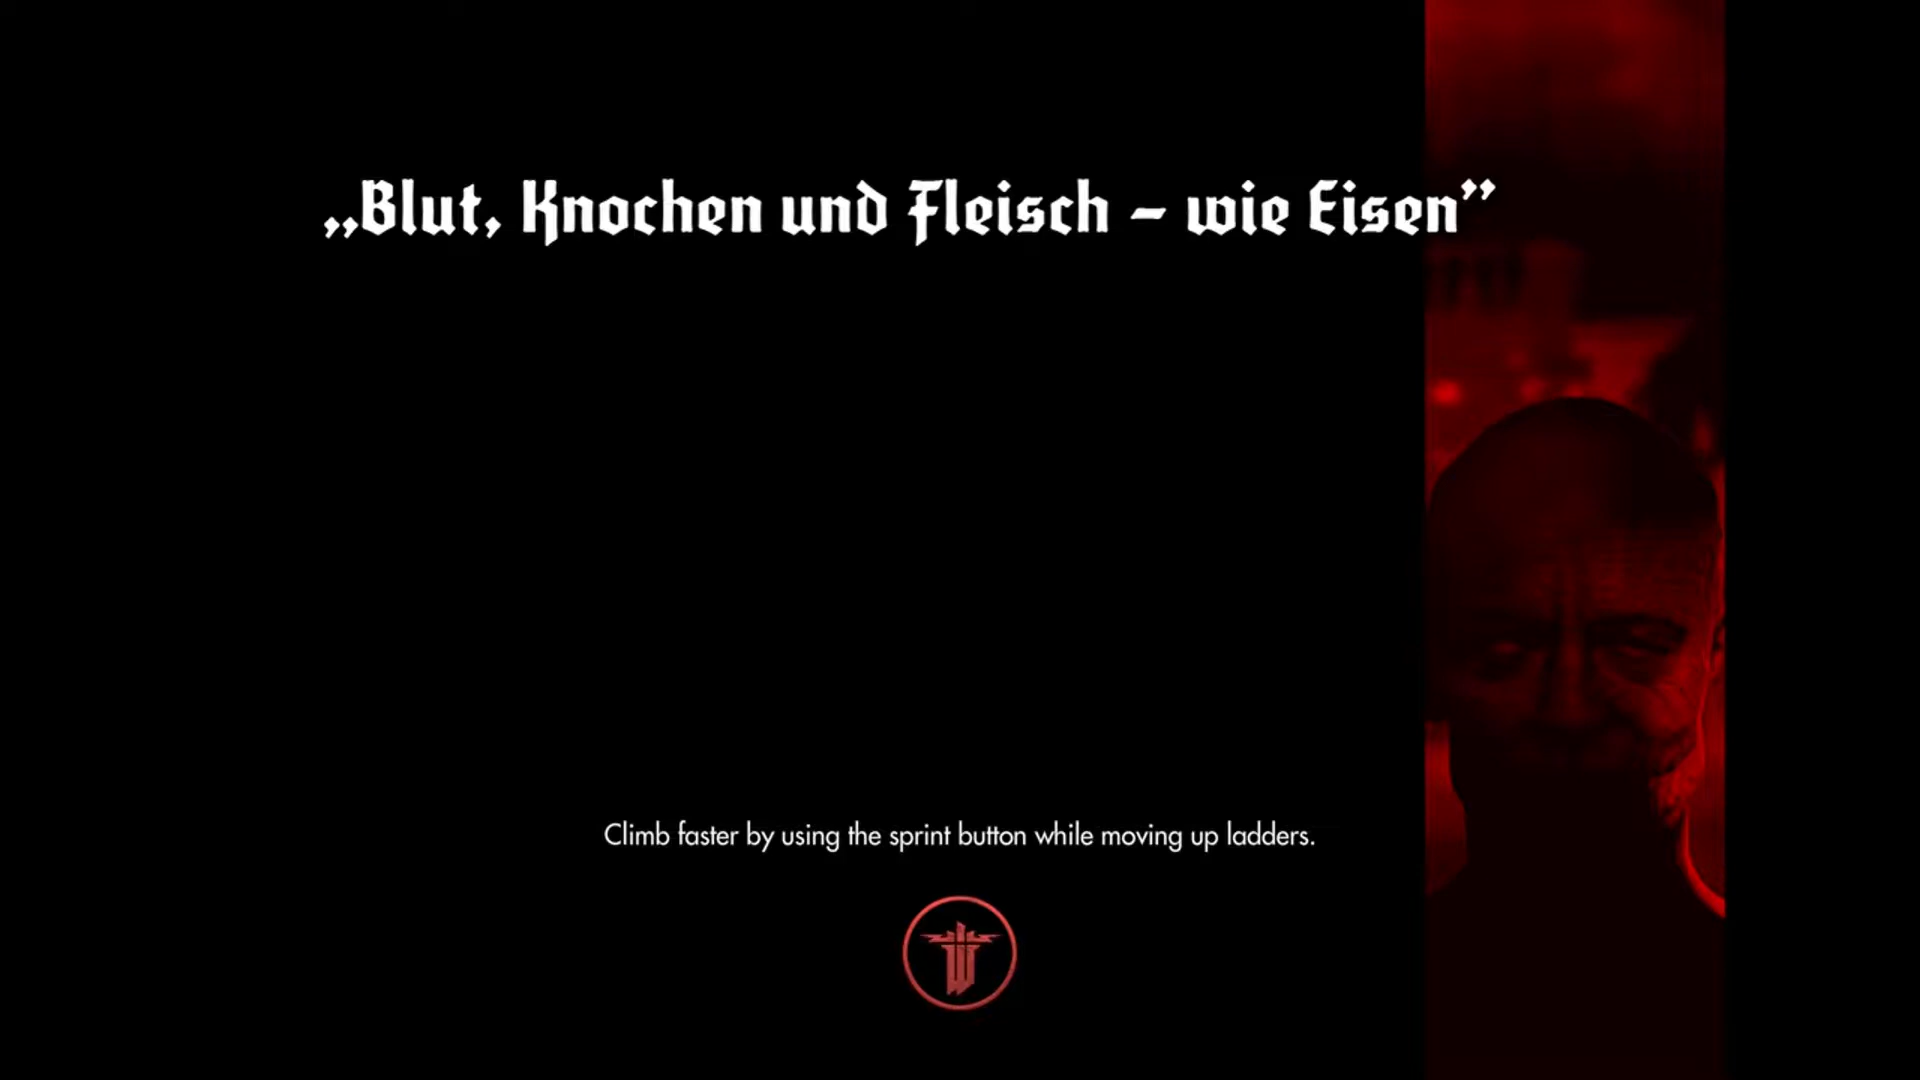 „Blut, Knochen und Fleisch – wie Eisen”
Climb faster by using the sprint button while moving up ladders.